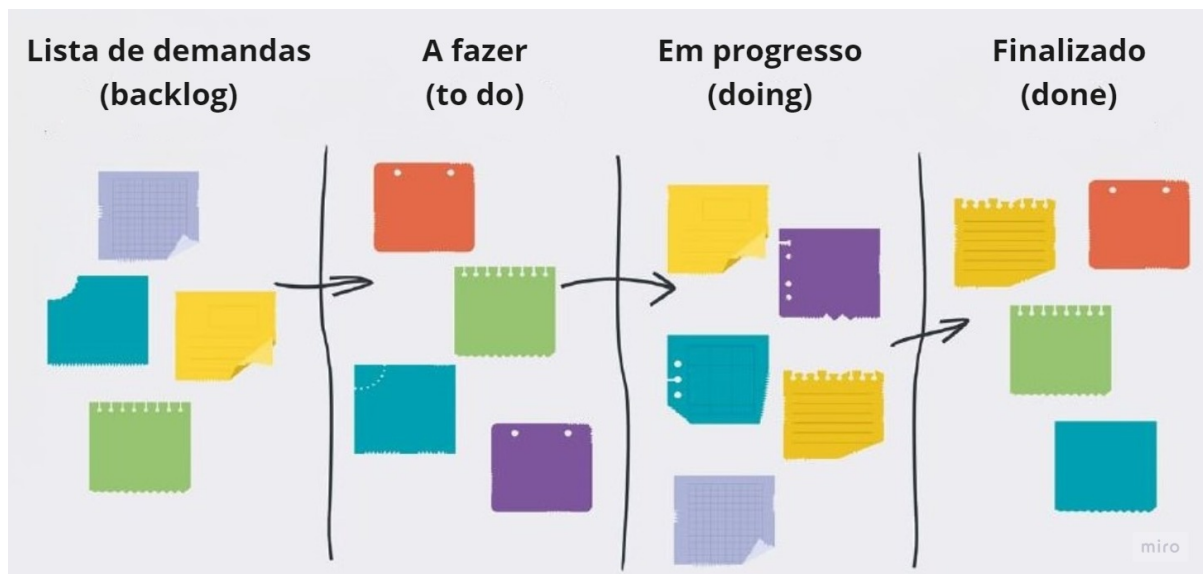 Lista de demandas
(backlog)
A fazer
(to do)
Em progresso
(doing)
Finalizado
(done)
miro